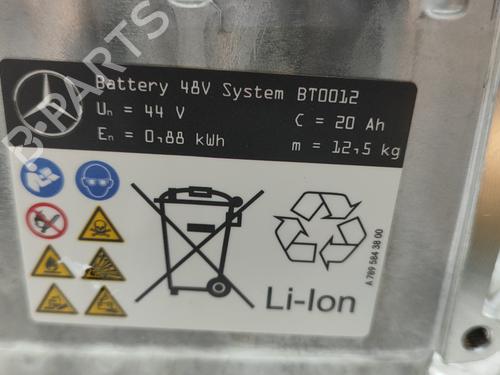 B-PARTS
Battery 48V System BT0012
Un = 44 V C = 20 Ah
En = 0,88 kWh m = 12,5 kg
A 789 584 38 00
Li-Ion